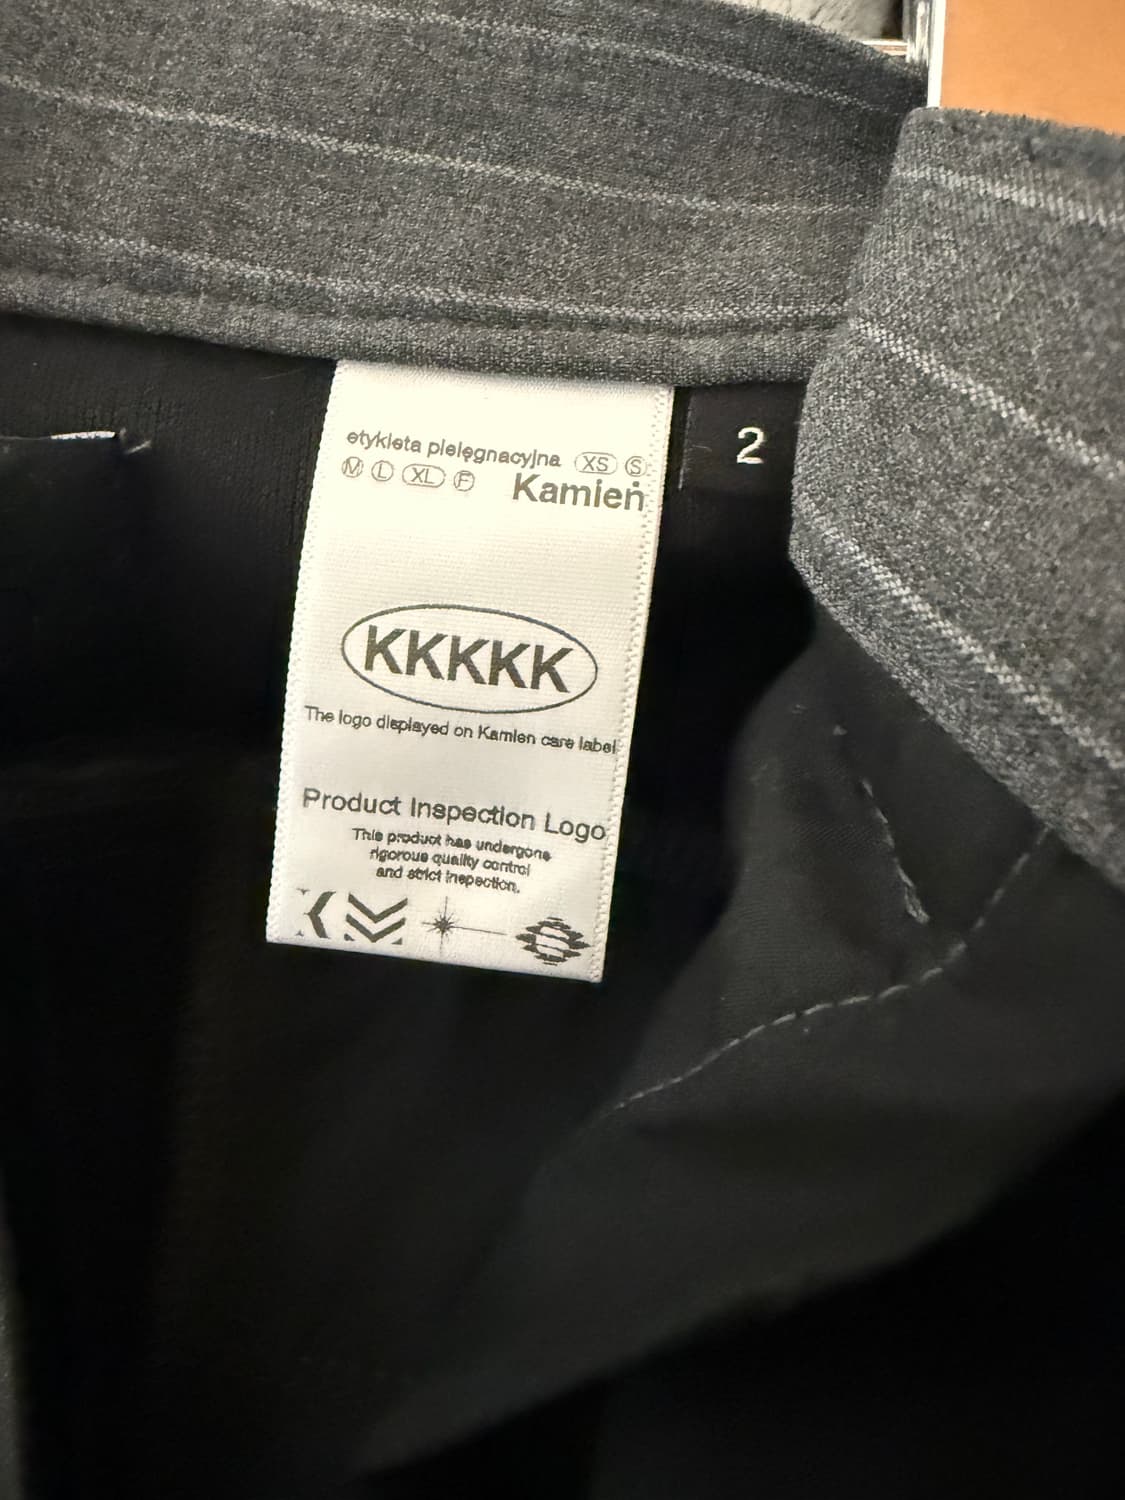 etykieta pielęgnacyjna XS S
M L XL F Kamień
2
KKKKK
The logo displayed on Kamień care label
Product Inspection Logo
This product has undergone
rigorous quality control
and strict inspection.